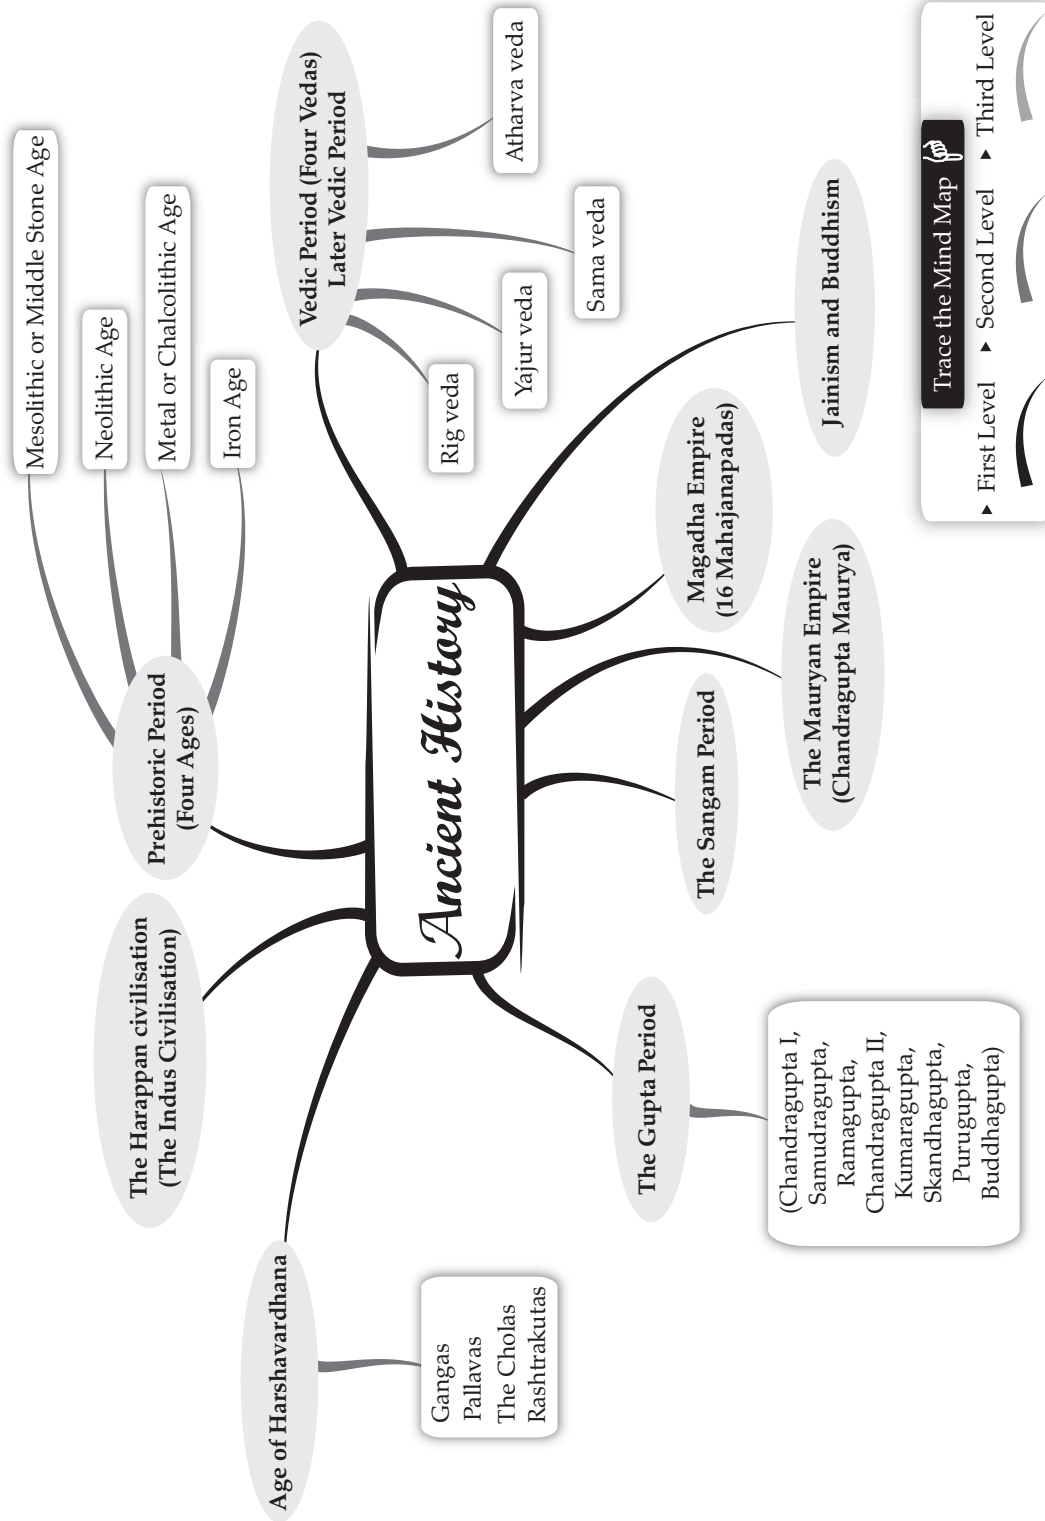 Ancient History
Prehistoric Period
(Four Ages)
Mesolithic or Middle Stone Age
Neolithic Age
Metal or Chalcolithic Age
Iron Age
Vedic Period (Four Vedas)
Later Vedic Period
Rig veda
Yajur veda
Sama veda
Atharva veda
Jainism and Buddhism
Magadha Empire
(16 Mahajanapadas)
The Mauryan Empire
(Chandragupta Maurya)
The Sangam Period
The Gupta Period
(Chandragupta I,
Samudragupta,
Ramagupta,
Chandragupta II,
Kumaragupta,
Skandhagupta,
Purugupta,
Buddhagupta)
Age of Harshavardhana
Gangas
Pallavas
The Cholas
Rashtrakutas
The Harappan civilisation
(The Indus Civilisation)
Trace the Mind Map
First Level
Second Level
Third Level